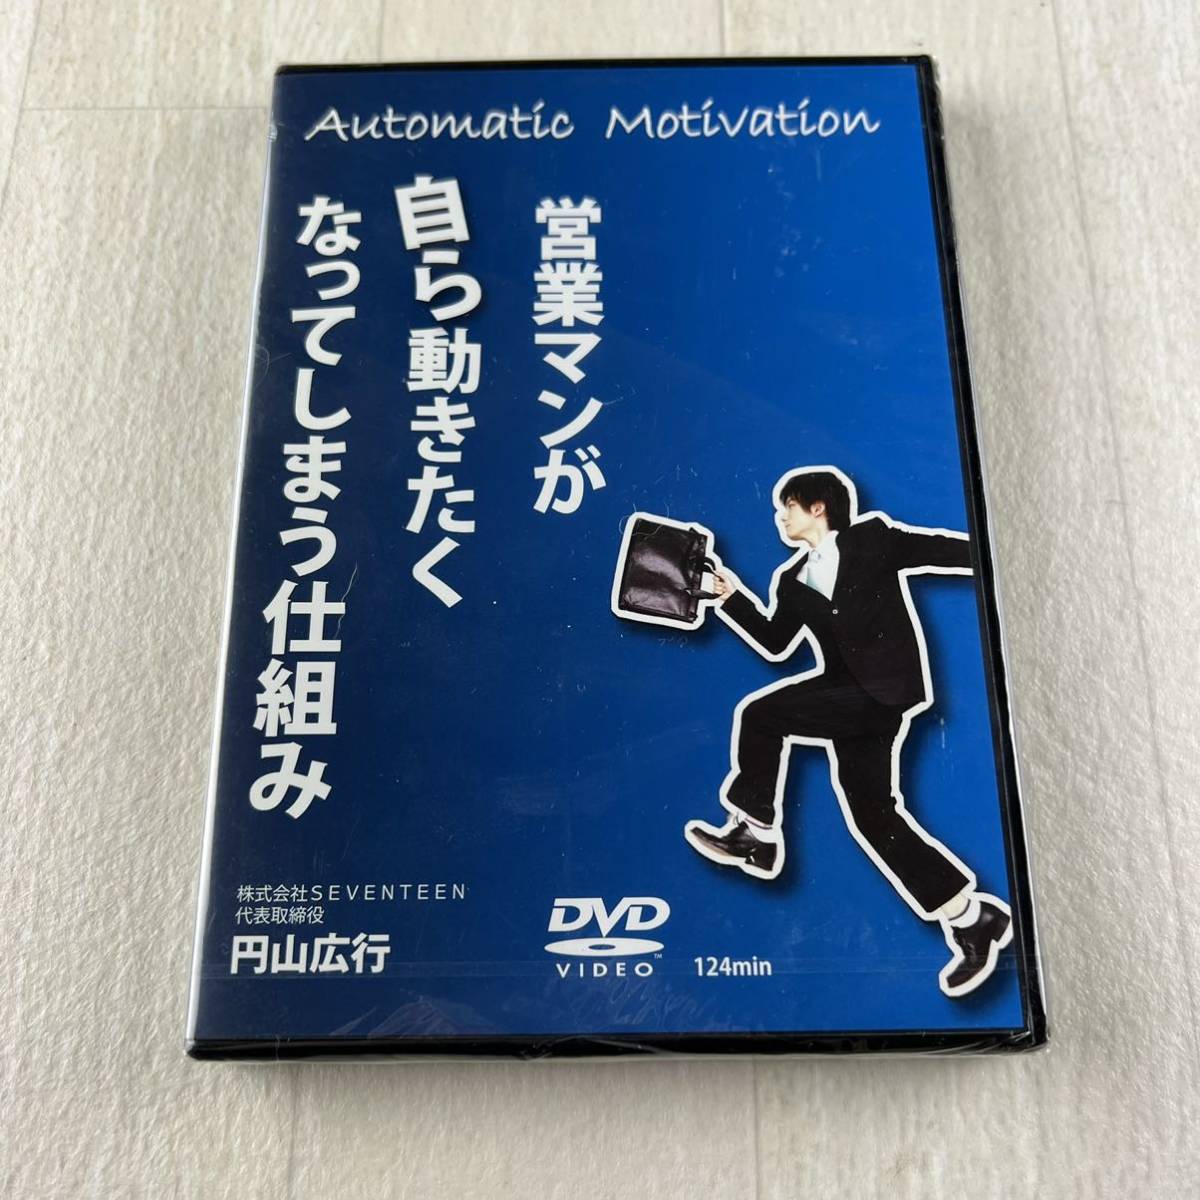 Automatic Motivation
営業マンが
自ら動きたく
なってしまう仕組み
株式会社SEVENTEEN
代表取締役
円山広行
DVD
VIDEO
TM
124min